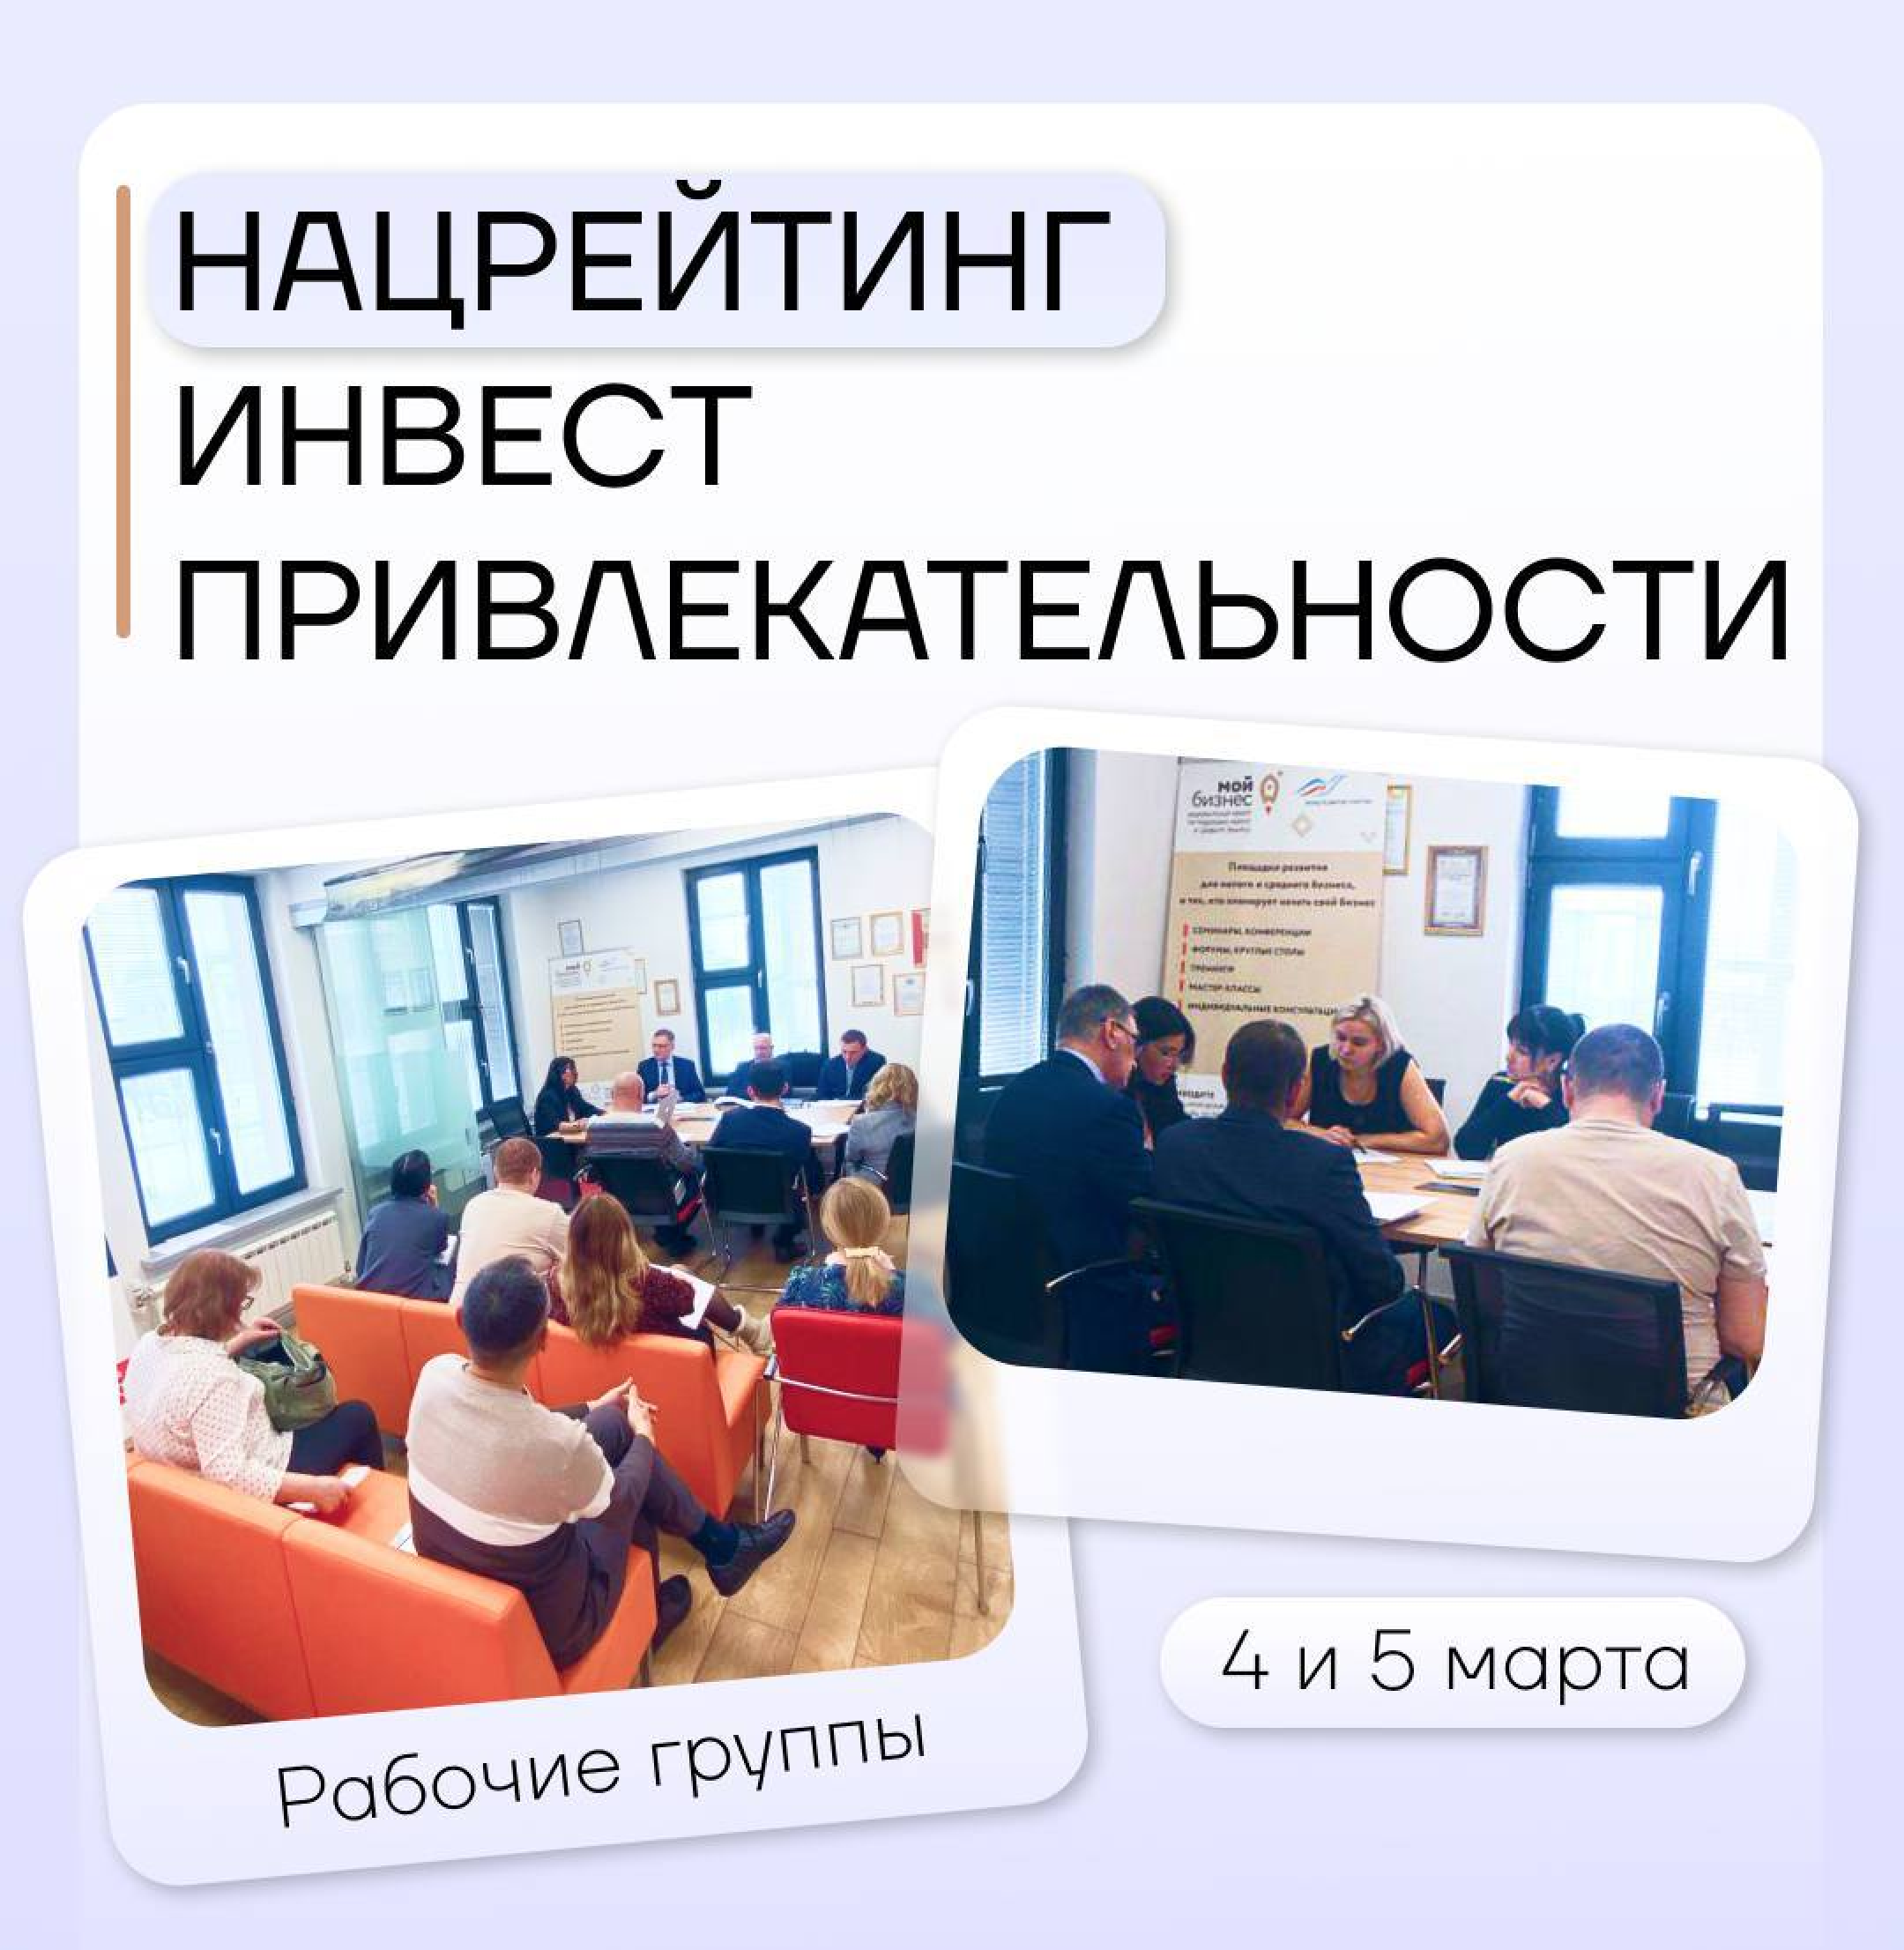 НАЦРЕЙТИНГ
ИНВЕСТ
ПРИВЛЕКАТЕЛЬНОСТИ
мой
бизнес
Площадки развития
для малого и среднего бизнеса,
и тех, кто планирует начать свой бизнес
СЕМИНАРЫ, КОНФЕРЕНЦИИ
ФОРУМЫ, КРУГЛЫЕ СТОЛЫ
ТРЕНИНГИ
МАСТЕР-КЛАССЫ
ИНДИВИДУАЛЬНЫЕ
мой
4 и 5 марта
Рабочие группы